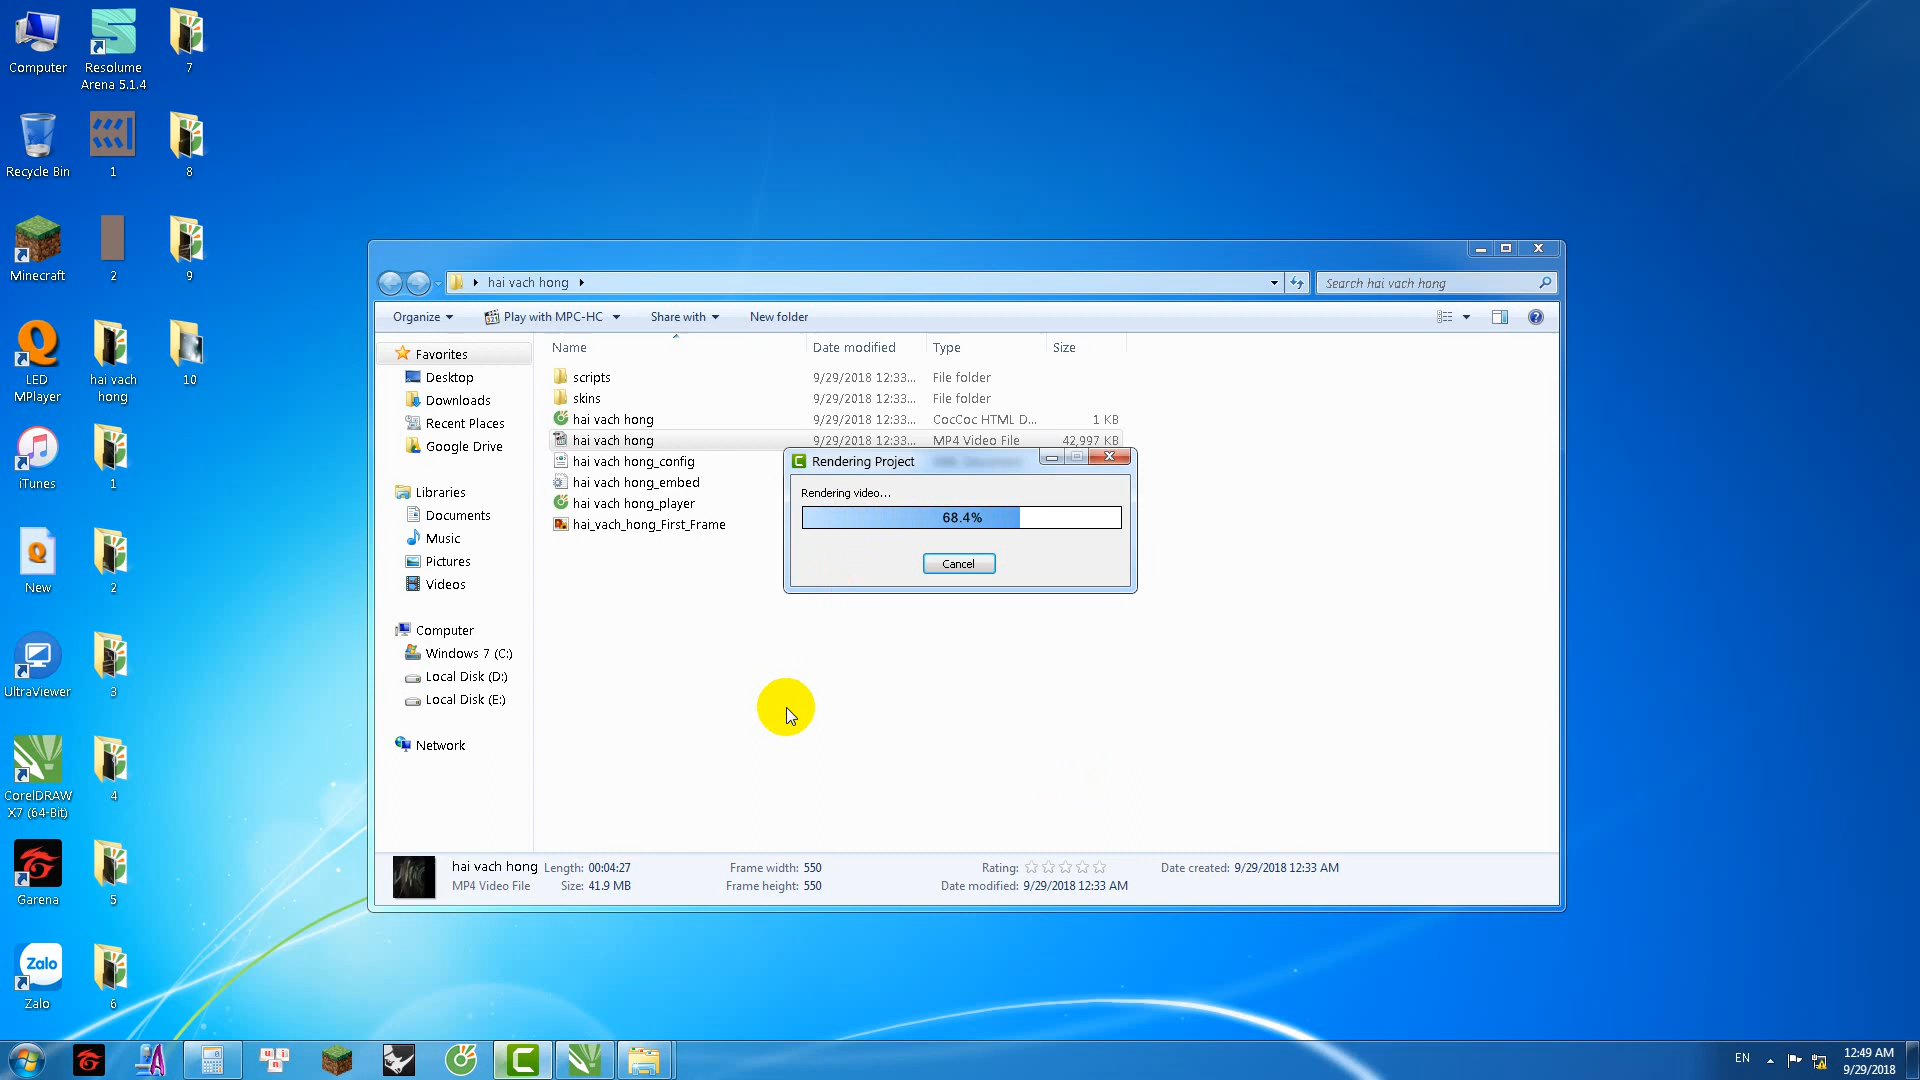 Computer
Resolume
Arena 5.1.4
7
Recycle Bin
1
8
Minecraft
2
9
LED
MPlayer
hai vach
hong
10
iTunes
1
New
2
UltraViewer
3
CorelDRAW
X7 (64-Bit)
4
Garena
5
Zalo
Zalo
6
hai vach hong
Search hai vach hong
Organize
Play with MPC-HC
Share with
New folder
Favorites
Desktop
Downloads
Recent Places
Google Drive
Libraries
Documents
Music
Pictures
Videos
Computer
Windows 7 (C:)
Local Disk (D:)
Local Disk (E:)
Network
Name Date modified Type Size
scripts 9/29/2018 12:33... File folder
skins 9/29/2018 12:33... File folder
hai vach hong 9/29/2018 12:33... CocCoc HTML D... 1 KB
hai vach hong 9/29/2018 12:33... MP4 Video File 42,997 KB
hai vach hong_config
hai vach hong_embed
hai vach hong_player
hai_vach_hong_First_Frame
Rendering Project
Rendering video...
68.4%
Cancel
hai vach hong Length: 00:04:27 Frame width: 550 Rating: Date created: 9/29/2018 12:33 AM
MP4 Video File Size: 41.9 MB Frame height: 550 Date modified: 9/29/2018 12:33 AM
EN
12:49 AM
9/29/2018